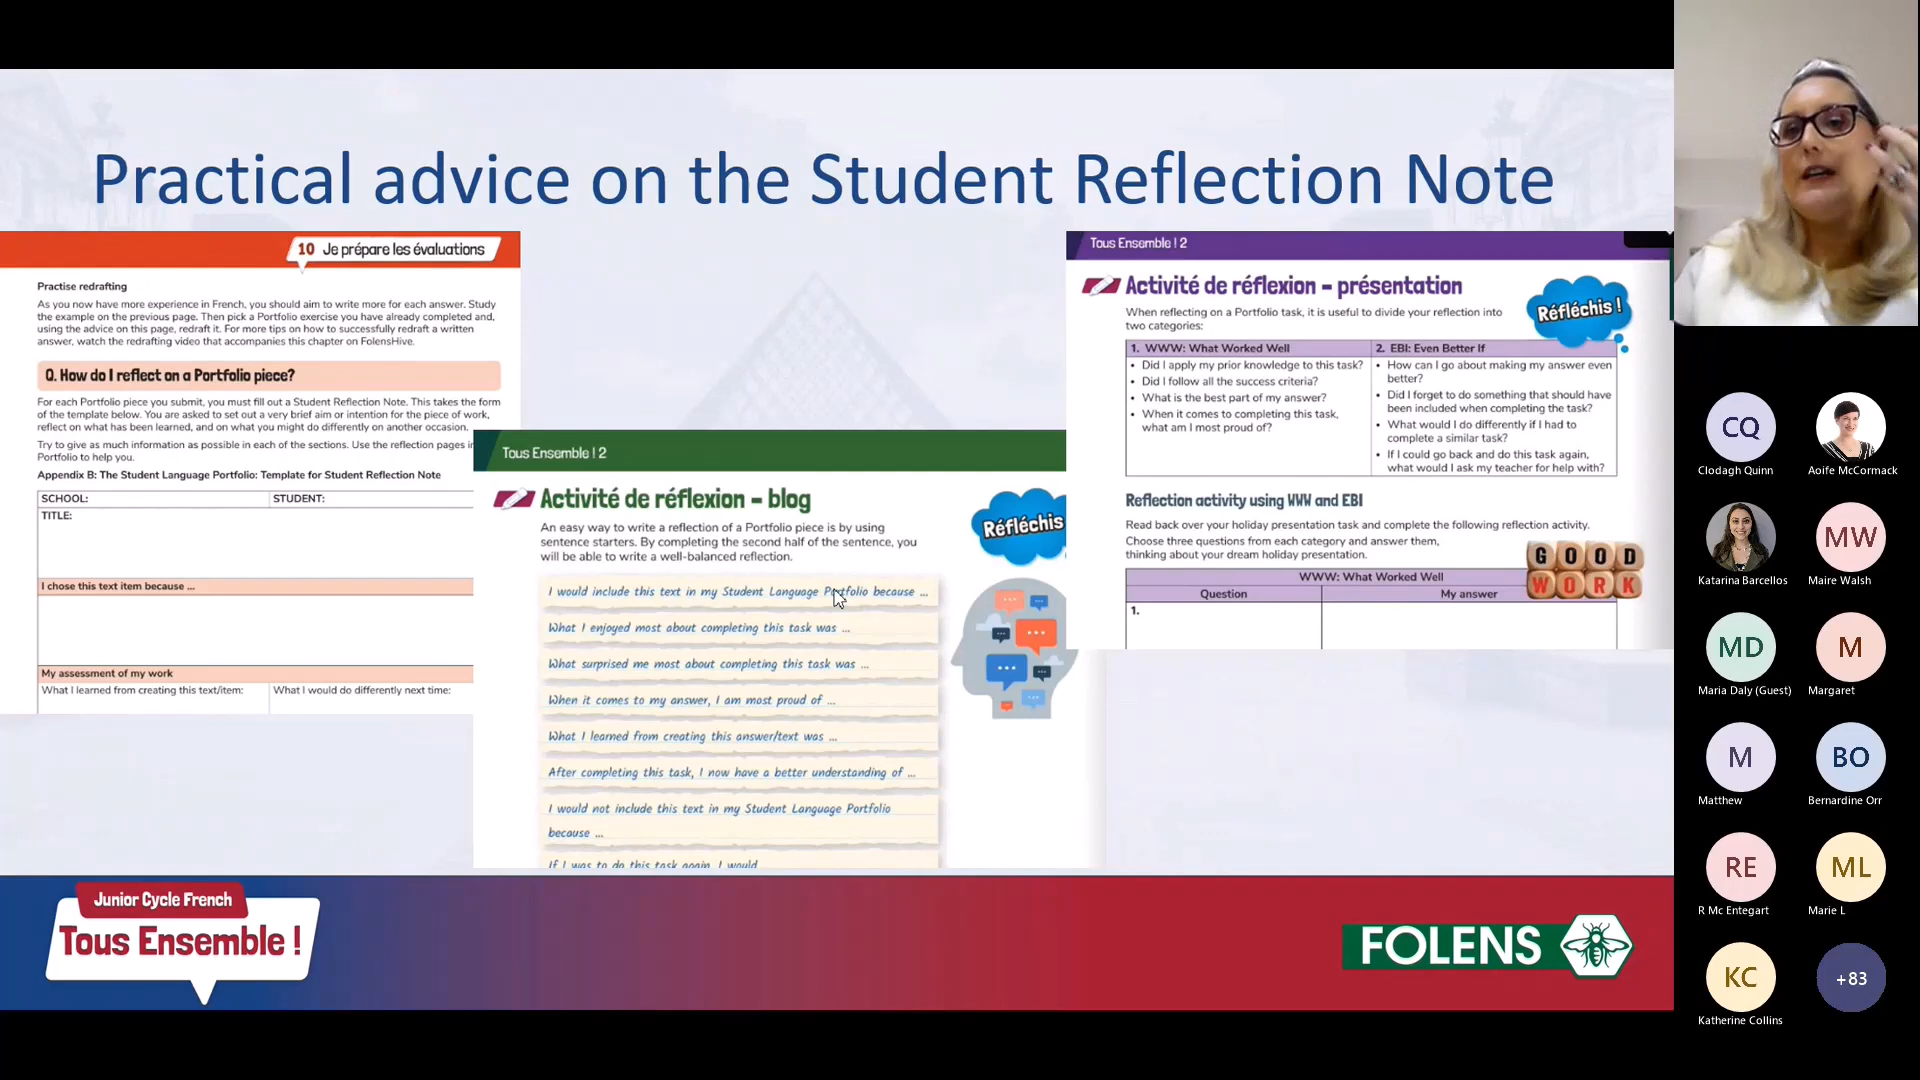 Practical advice on the Student Reflection Note
10 Je prépare les évaluations
Practise redrafting
As you now have more experience in French, you should aim to write more for each answer. Study
the example on the previous page. Then pick a Portfolio exercise you have already completed and,
using the advice on this page, redraft it. For more tips on how to successfully redraft a written
answer, watch the redrafting video that accompanies this chapter on FolensHive.
Q. How do I reflect on a Portfolio piece?
For each Portfolio piece you submit, you must fill out a Student Reflection Note. This takes the form
of the template below. You are asked to set out a very brief aim or intention for the piece of work,
reflect on what has been learned, and on what you might do differently on another occasion.
Try to give as much information as possible in each of the sections. Use the reflection pages in
Portfolio to help you.
Appendix B: The Student Language Portfolio: Template for Student Reflection Note
SCHOOL: STUDENT:
TITLE:
I chose this text item because ...
My assessment of my work
What I learned from creating this text/item: What I would do differently next time:
Tous Ensemble ! 2
Activité de réflexion – blog
Réfléchis
An easy way to write a reflection of a Portfolio piece is by using
sentence starters. By completing the second half of the sentence, you
will be able to write a well-balanced reflection.
I would include this text in my Student Language Portfolio because ...
What I enjoyed most about completing this task was ...
What surprised me most about completing this task was ...
When it comes to my answer, I am most proud of ...
What I learned from creating this answer/text was ...
After completing this task, I now have a better understanding of ...
I would not include this text in my Student Language Portfolio
because ...
If I was to do this task again, I would
Tous Ensemble ! 2
Activité de réflexion – présentation
Réfléchis !
When reflecting on a Portfolio task, it is useful to divide your reflection into
two categories:
1. WWW: What Worked Well
• Did I apply my prior knowledge to this task?
• Did I follow all the success criteria?
• What is the best part of my answer?
• When it comes to completing this task,
what am I most proud of?
2. EBI: Even Better If
• How can I go about making my answer even
better?
• Did I forget to do something that should have
been included when completing the task?
• What would I do differently if I had to
complete a similar task?
• If I could go back and do this task again,
what would I ask my teacher for help with?
Reflection activity using WWW and EBI
Read back over your holiday presentation task and complete the following reflection activity.
Choose three questions from each category and answer them,
thinking about your dream holiday presentation.
GOOD
WORK
WWW: What Worked Well
Question My answer
1.
Junior Cycle French
Tous Ensemble !
FOLENS
CQ
Clodagh Quinn
Aoife McCormack
Katarina Barcellos
MW
Maire Walsh
MD
Maria Daly (Guest)
M
Margaret
M
Matthew
BO
Bernardine Orr
RE
R Mc Entegart
ML
Marie L
KC
Katherine Collins
+83